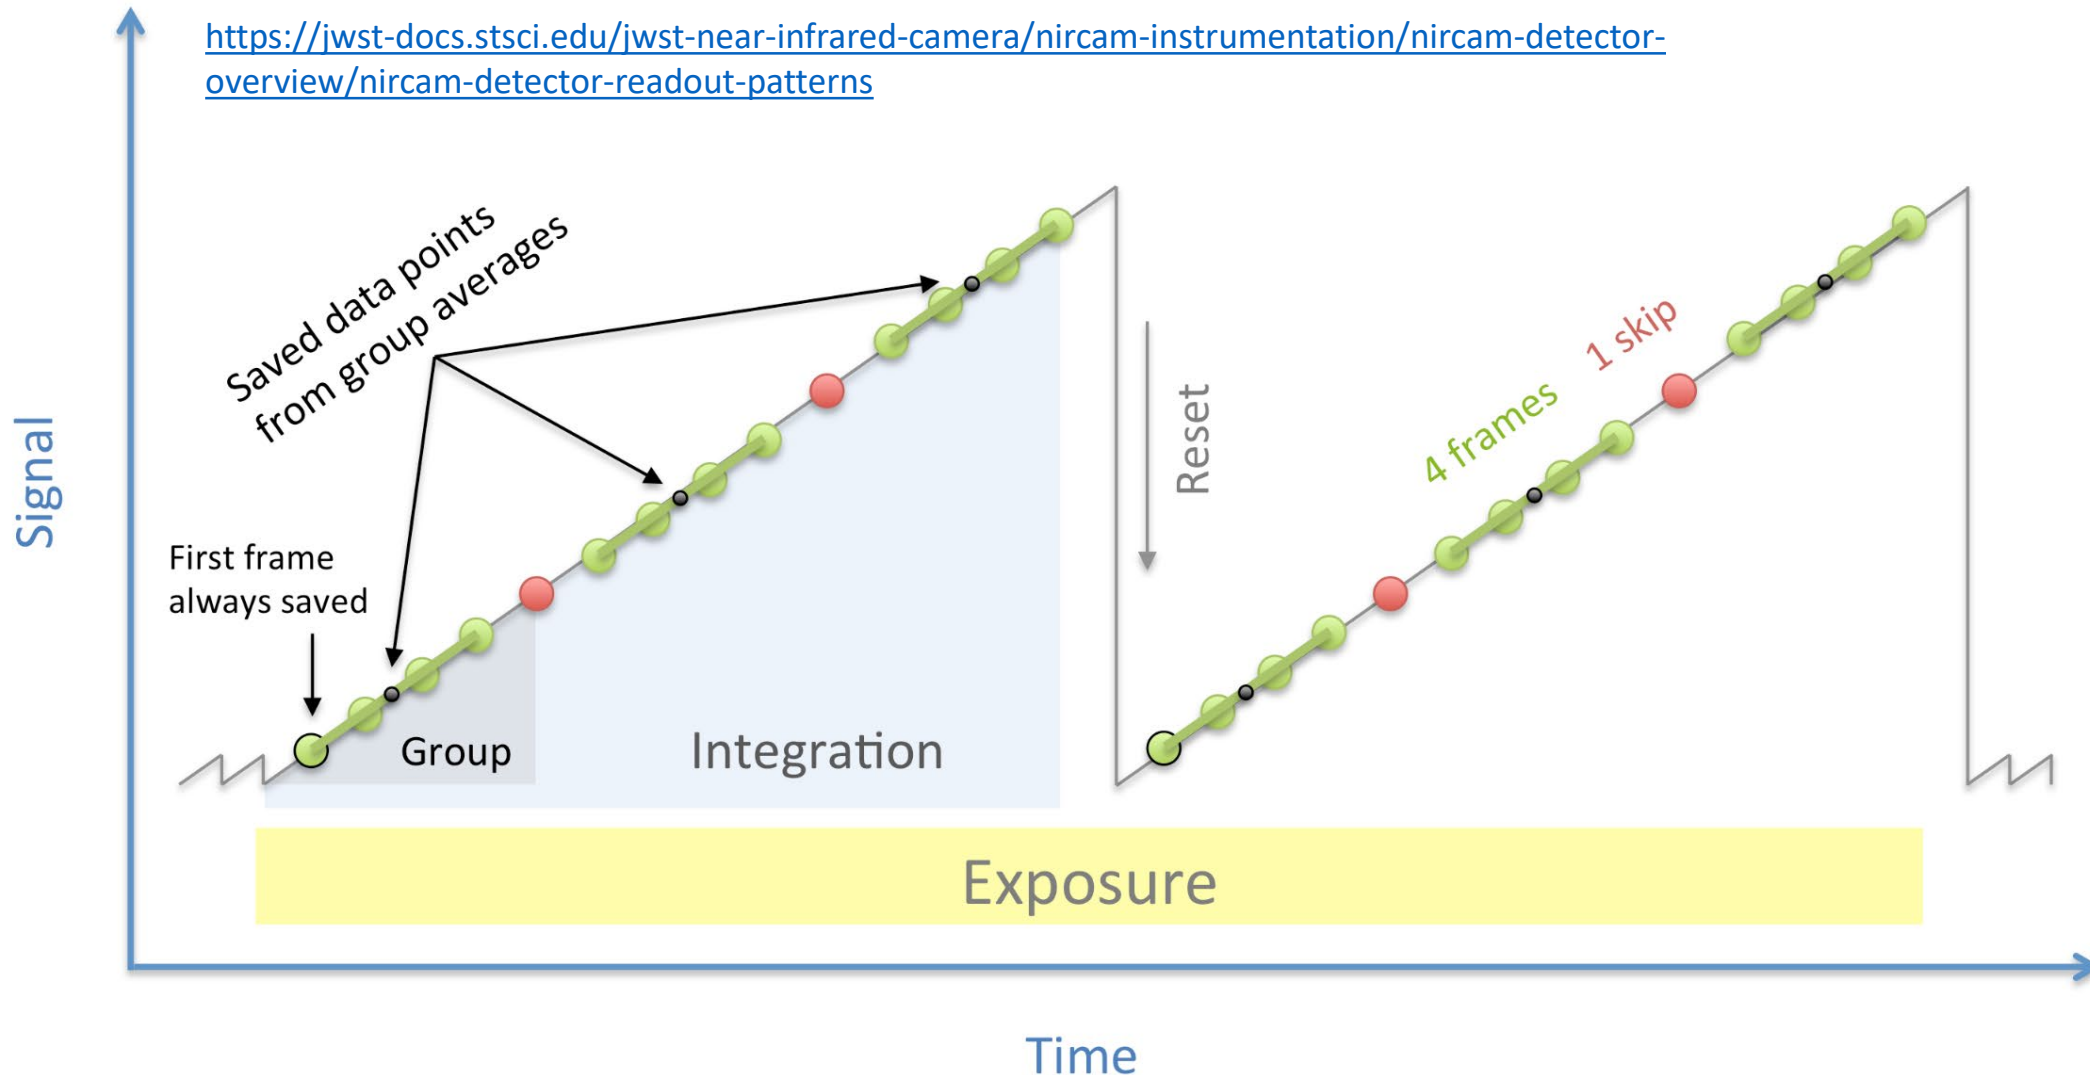 https://jwst-docs.stsci.edu/jwst-near-infrared-camera/nircam-instrumentation/nircam-detector-
overview/nircam-detector-readout-patterns
Saved data points
from group averages
1 skip
4 frames
Reset
Signal
First frame
always saved
Group
Integration
Exposure
Time